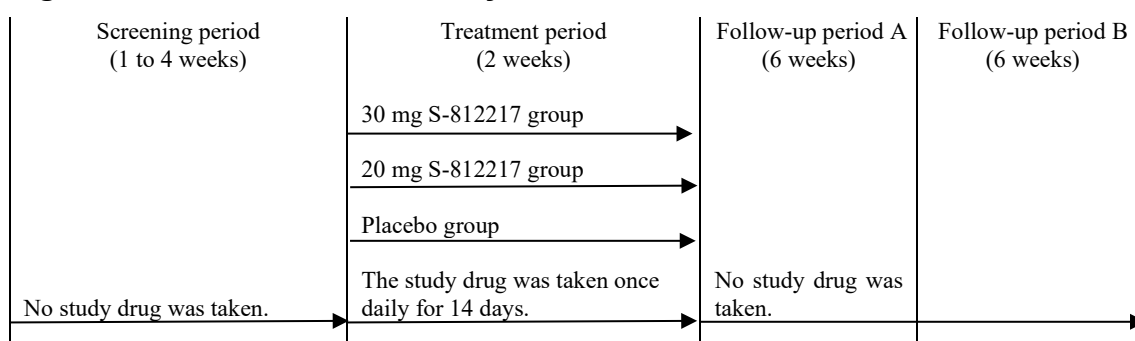 Screening period
(1 to 4 weeks)
Treatment period
(2 weeks)
Follow-up period A
(6 weeks)
Follow-up period B
(6 weeks)
30 mg S-812217 group
20 mg S-812217 group
Placebo group
No study drug was taken.
The study drug was taken once
daily for 14 days.
No study drug was
taken.